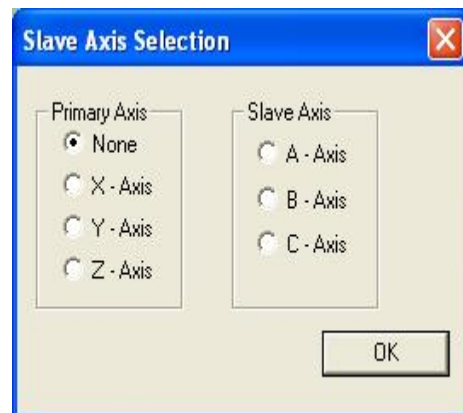 Slave Axis Selection
Primary Axis
None
X - Axis
Y - Axis
Z - Axis
Slave Axis
A - Axis
B - Axis
C - Axis
OK